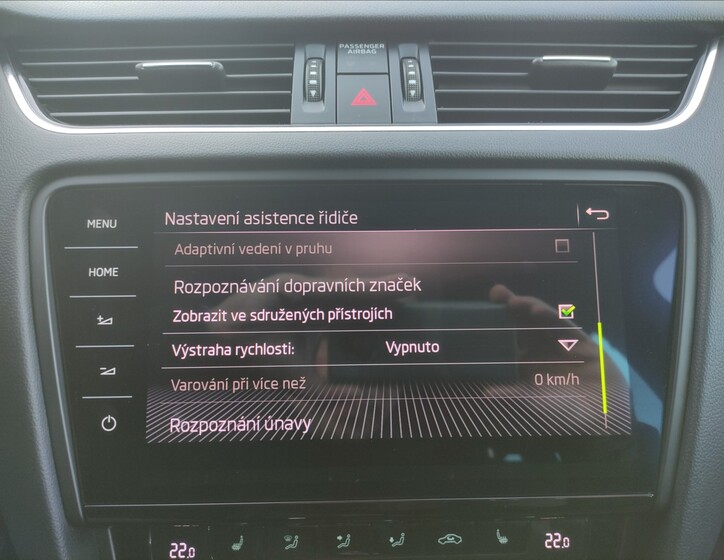 PASSENGER
AIRBAG
MENU
HOME
Nastavení asistence řidiče
Adaptivní vedení v pruhu
Rozpoznávání dopravních značek
Zobrazit ve sdružených přístrojích
Výstraha rychlosti: Vypnuto
Varování při více než 0 km/h
Rozpoznání únavy
22.0 22.0